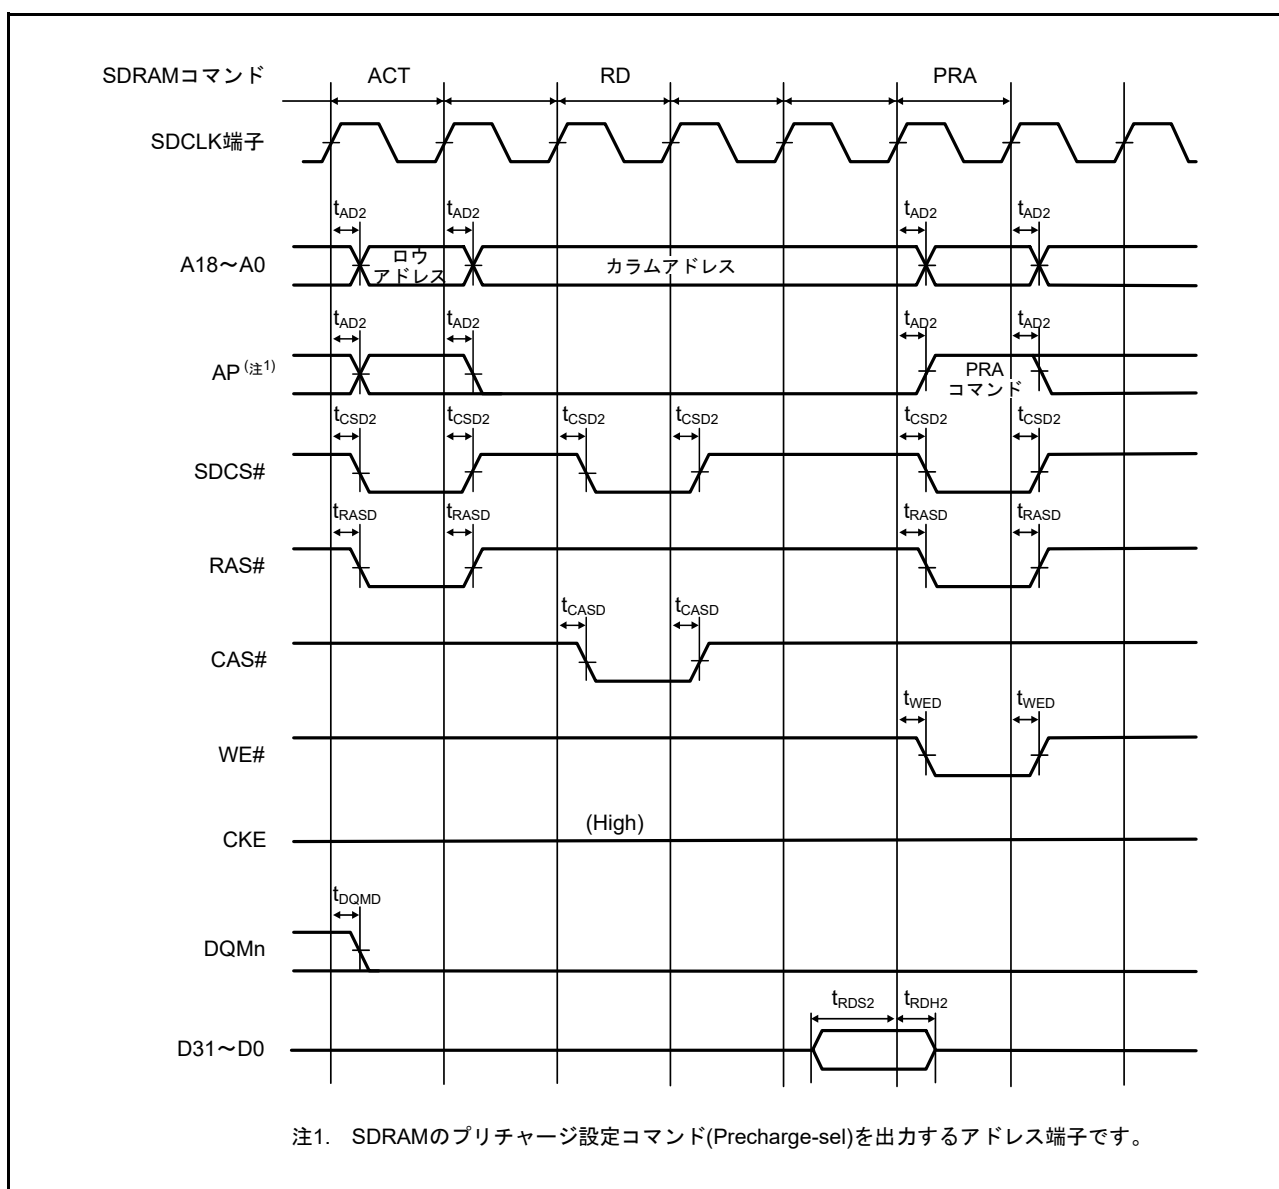 SDRAMコマンド ACT RD PRA
SDCLK端子
tAD2 tAD2 tAD2 tAD2
A18～A0 ロウ
アドレス カラムアドレス
tAD2 tAD2 tAD2 tAD2
AP(注1) PRA
コマンド
tCSD2 tCSD2 tCSD2 tCSD2 tCSD2 tCSD2
SDCS#
tRASD tRASD tRASD tRASD
RAS#
tCASD tCASD
CAS#
tWED tWED
WE#
(High)
CKE
tDQMD
DQMn
tRDS2 tRDH2
D31～D0
注1. SDRAMのプリチャージ設定コマンド(Precharge-sel)を出力するアドレス端子です。